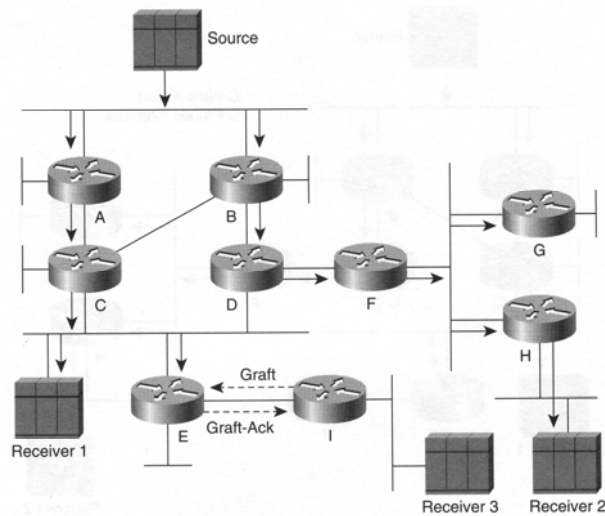 Source
A
B
G
C
D
F
H
Graft
E
Graft-Ack
I
Receiver 1
Receiver 3
Receiver 2